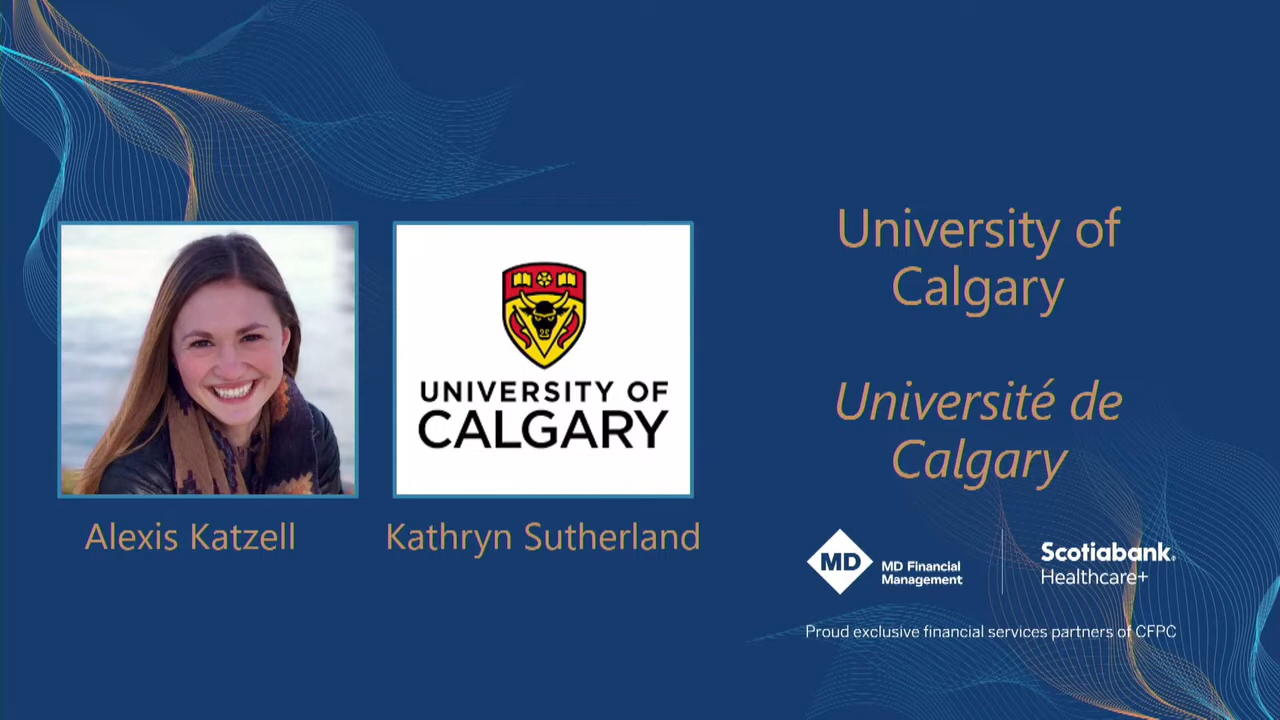 UNIVERSITY OF
CALGARY
Alexis Katzell
Kathryn Sutherland
University of
Calgary
Université de
Calgary
MD
MD Financial
Management
Scotiabank
Healthcare+
Proud exclusive financial services partners of CFPC